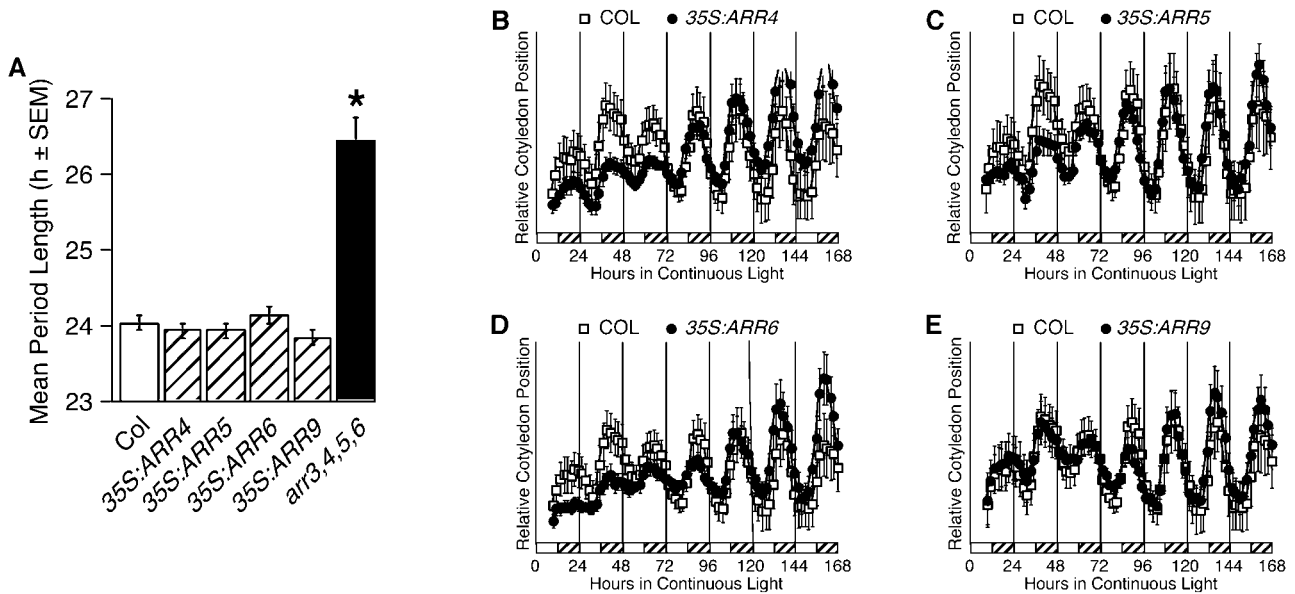 A
Mean Period Length (h ± SEM)
27
26
25
24
23
*
Col
35S:ARR4
35S:ARR5
35S:ARR6
35S:ARR9
arr3,4,5,6
B
COL 35S:ARR4
Relative Cotyledon Position
0 24 48 72 96 120 144 168
Hours in Continuous Light
C
COL 35S:ARR5
Relative Cotyledon Position
0 24 48 72 96 120 144 168
Hours in Continuous Light
D
COL 35S:ARR6
Relative Cotyledon Position
0 24 48 72 96 120 144 168
Hours in Continuous Light
E
COL 35S:ARR9
Relative Cotyledon Position
0 24 48 72 96 120 144 168
Hours in Continuous Light